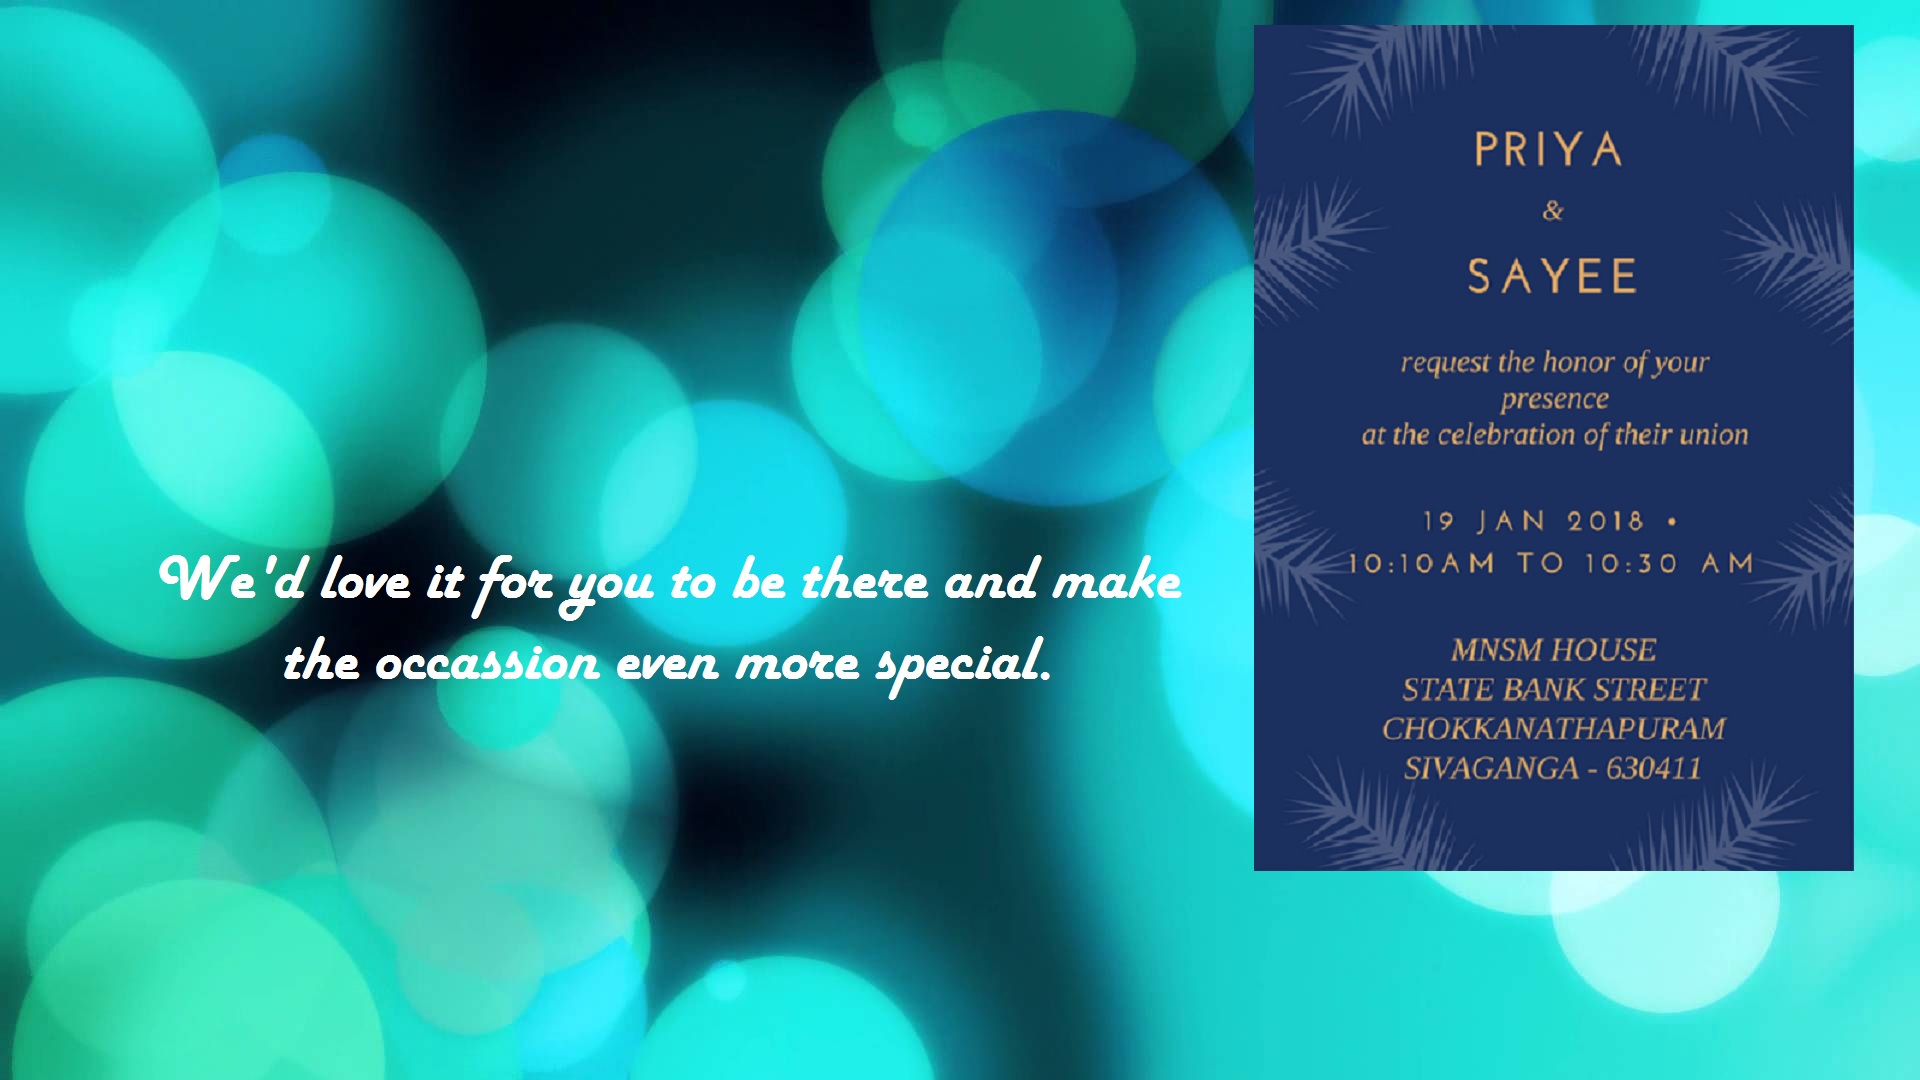 We'd love it for you to be there and make
the occassion even more special.
PRIYA
&
SAYEE
request the honor of your
presence
at the celebration of their union
19 JAN 2018 •
10:10AM TO 10:30 AM
MNSM HOUSE
STATE BANK STREET
CHOKKANATHAPURAM
SIVAGANGA - 630411